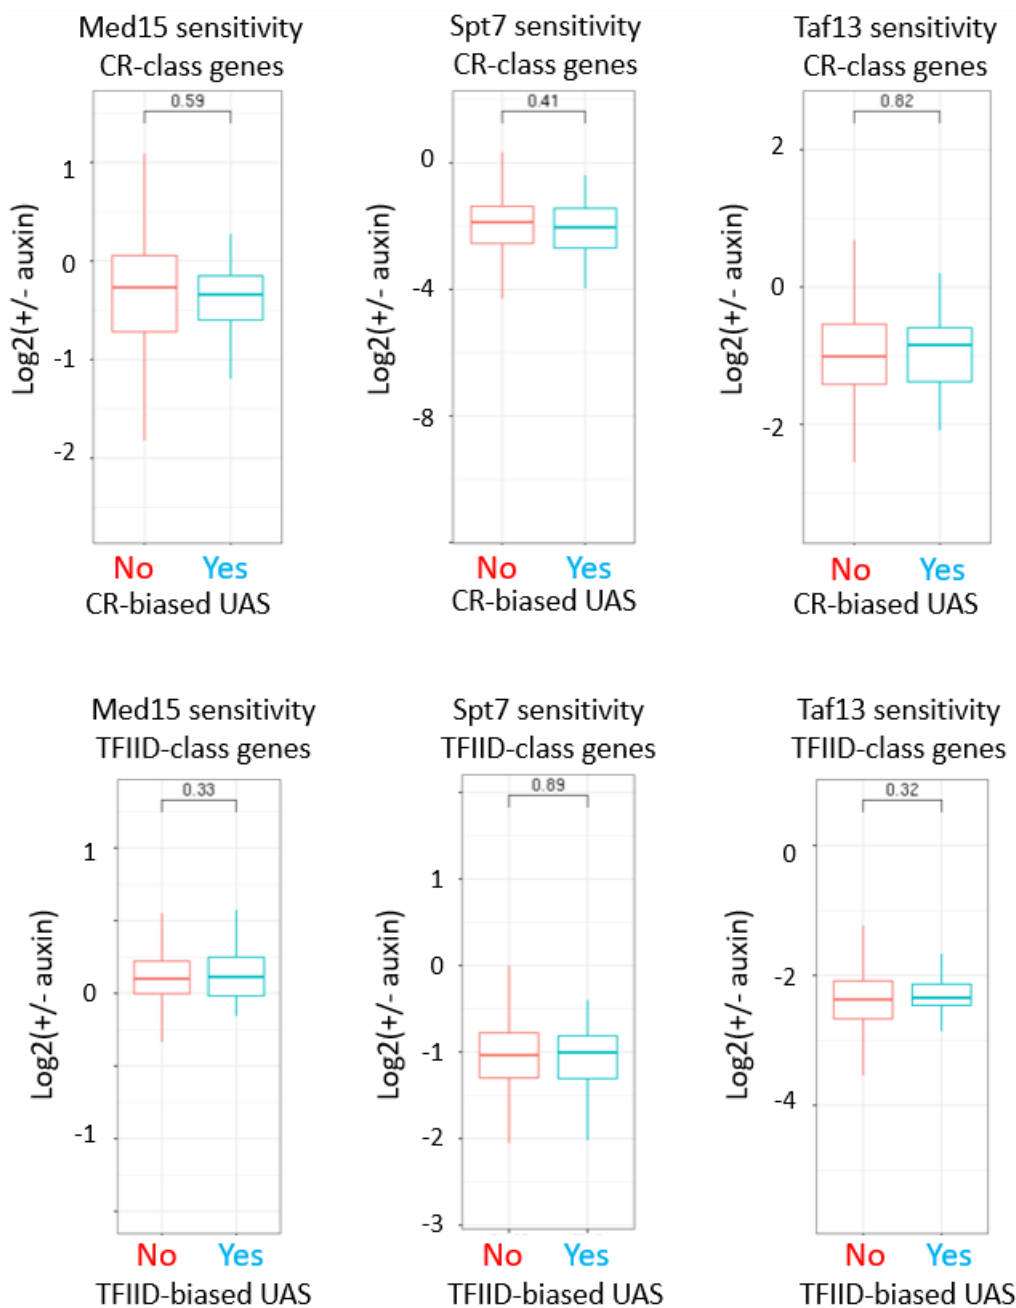 Med15 sensitivity
CR-class genes
0.59
1
0
-1
-2
Log2(+/- auxin)
No Yes
CR-biased UAS
Spt7 sensitivity
CR-class genes
0.41
0
-4
-8
Log2(+/- auxin)
No Yes
CR-biased UAS
Taf13 sensitivity
CR-class genes
0.82
2
0
-2
Log2(+/- auxin)
No Yes
CR-biased UAS
Med15 sensitivity
TFIID-class genes
0.33
1
0
-1
Log2(+/- auxin)
No Yes
TFIID-biased UAS
Spt7 sensitivity
TFIID-class genes
0.89
1
0
-1
-2
-3
Log2(+/- auxin)
No Yes
TFIID-biased UAS
Taf13 sensitivity
TFIID-class genes
0.32
0
-2
-4
Log2(+/- auxin)
No Yes
TFIID-biased UAS